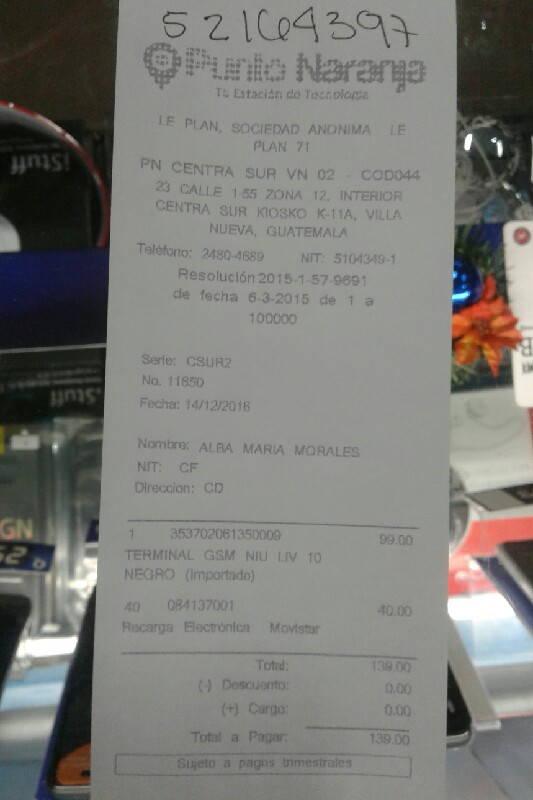 52164397
Punto Naranja
Tu Estación de Tecnología
LE PLAN, SOCIEDAD ANONIMA LE
PLAN 71
PN CENTRA SUR VN 02 - COD044
23 CALLE 1-55 ZONA 12, INTERIOR
CENTRA SUR KIOSKO K-11A, VILLA
NUEVA, GUATEMALA
Teléfono: 2480-4689 NIT: 5104349-1
Resolución 2015-1-57-9691
de fecha 6-3-2015 de 1 a
100000
Serie: CSUR2
No. 11850
Fecha: 14/12/2016
Nombre: ALBA MARIA MORALES
NIT: CF
Direccion: CD
1 353702061350009 99.00
TERMINAL GSM NIU LIV 10
NEGRO (Importado)
40 084137001 40.00
Recarga Electrónica Movistar
Total: 139.00
(-) Descuento: 0.00
(+) Cargo: 0.00
Total a Pagar: 139.00
Sujeto a pagos trimestrales
iStuff
iStuff